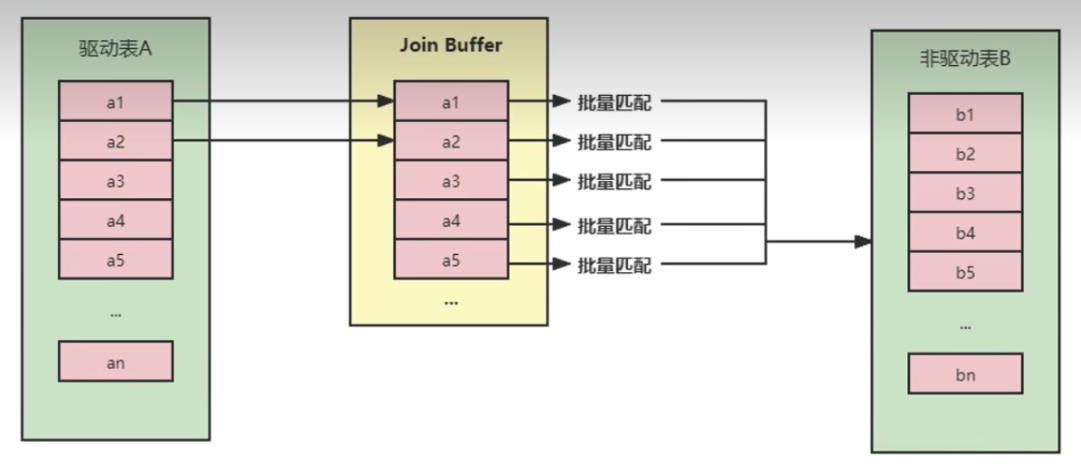 驱动表A
a1
a2
a3
a4
a5
...
an
Join Buffer
a1
a2
a3
a4
a5
...
批量匹配
批量匹配
批量匹配
批量匹配
批量匹配
非驱动表B
b1
b2
b3
b4
b5
...
bn